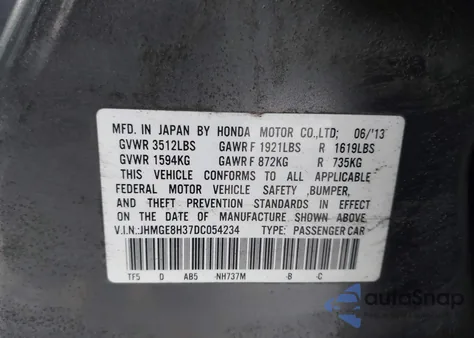 MFD. IN JAPAN BY HONDA MOTOR CO.,LTD; 06/'13
GVWR 3512LBS GAWR F 1921LBS R 1619LBS
GVWR 1594KG GAWR F 872KG R 735KG
THIS VEHICLE CONFORMS TO ALL APPLICABLE
FEDERAL MOTOR VEHICLE SAFETY ,BUMPER,
AND THEFT PREVENTION STANDARDS IN EFFECT
ON THE DATE OF MANUFACTURE SHOWN ABOVE.
V.I.N.:JHMGE8H37DC054234 TYPE: PASSENGER CAR
TF5 D AB5 -NH737M -B -C
autoSnap